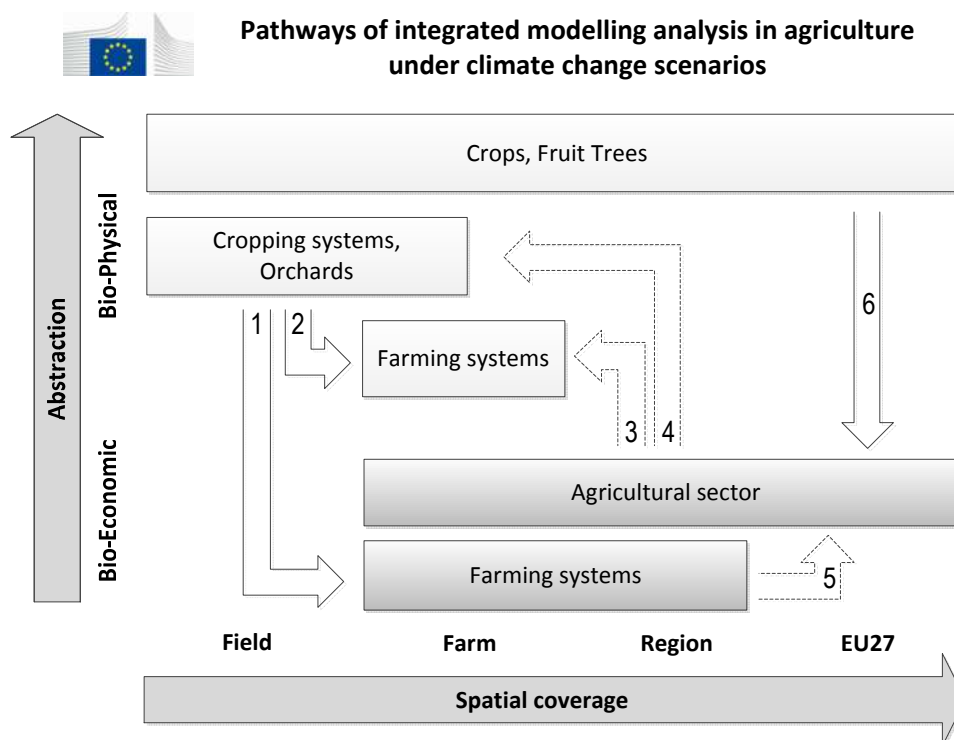 Pathways of integrated modelling analysis in agriculture
under climate change scenarios
Crops, Fruit Trees
Cropping systems,
Orchards
1
2
6
Farming systems
3
4
Agricultural sector
Farming systems
5
Abstraction
Bio-Physical
Bio-Economic
Field
Farm
Region
EU27
Spatial coverage